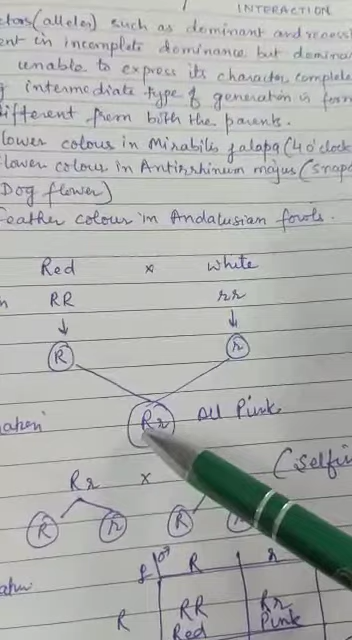 INTERACTION
ctors (alleles) such as dominant and recessi
ent in incomplete dominance but domina
unable to express its character complete
g intermediate type of generation is form
different from both the parents.
lower colour in Mirabilis jalapa (4 o'clock
lower colour in Antirrhinum majus (snapd
Dog flower)
feather colour in Andalusian fowls.
Red × White
RR rr
R r
Rr All Pink
Rr × (selfin
R r R
♀ ♂ R r
R RR Rr
Red Pink